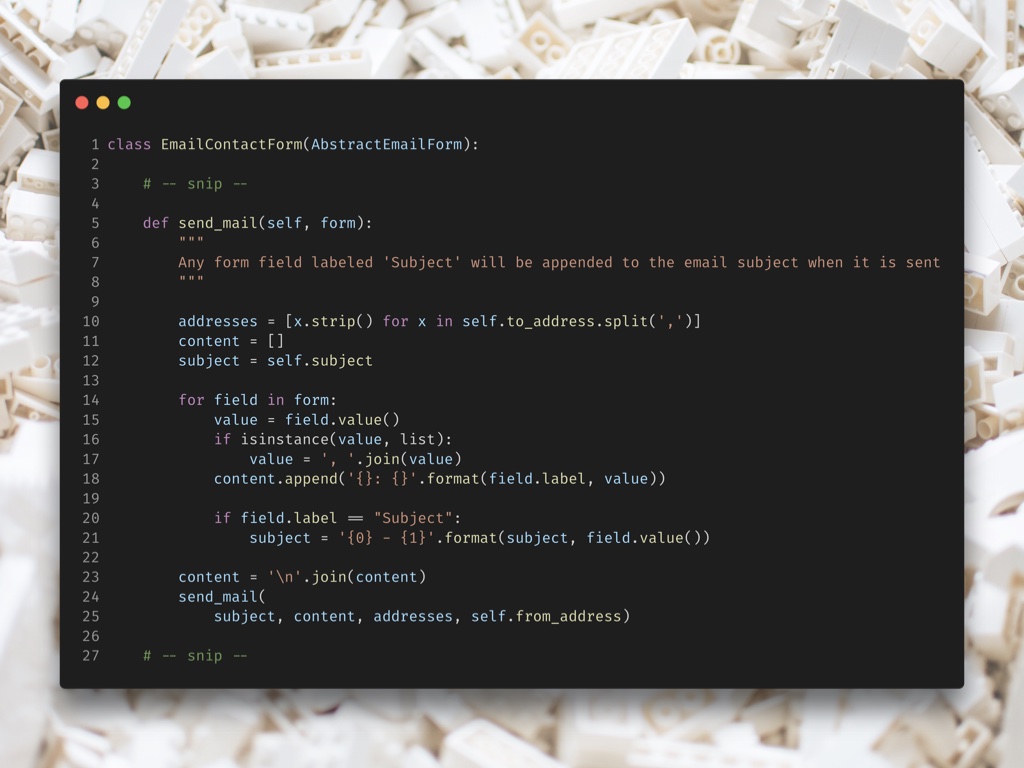 1 class EmailContactForm(AbstractEmailForm):
2
3     # -- snip --
4
5     def send_mail(self, form):
6         """
7         Any form field labeled 'Subject' will be appended to the email subject when it is sent
8         """
9
10         addresses = [x.strip() for x in self.to_address.split(',')]
11         content = []
12         subject = self.subject
13
14         for field in form:
15             value = field.value()
16             if isinstance(value, list):
17                 value = ', '.join(value)
18             content.append('{}: {}'.format(field.label, value))
19
20             if field.label == "Subject":
21                 subject = '{0} - {1}'.format(subject, field.value())
22
23         content = '\n'.join(content)
24         send_mail(
25             subject, content, addresses, self.from_address)
26
27     # -- snip --